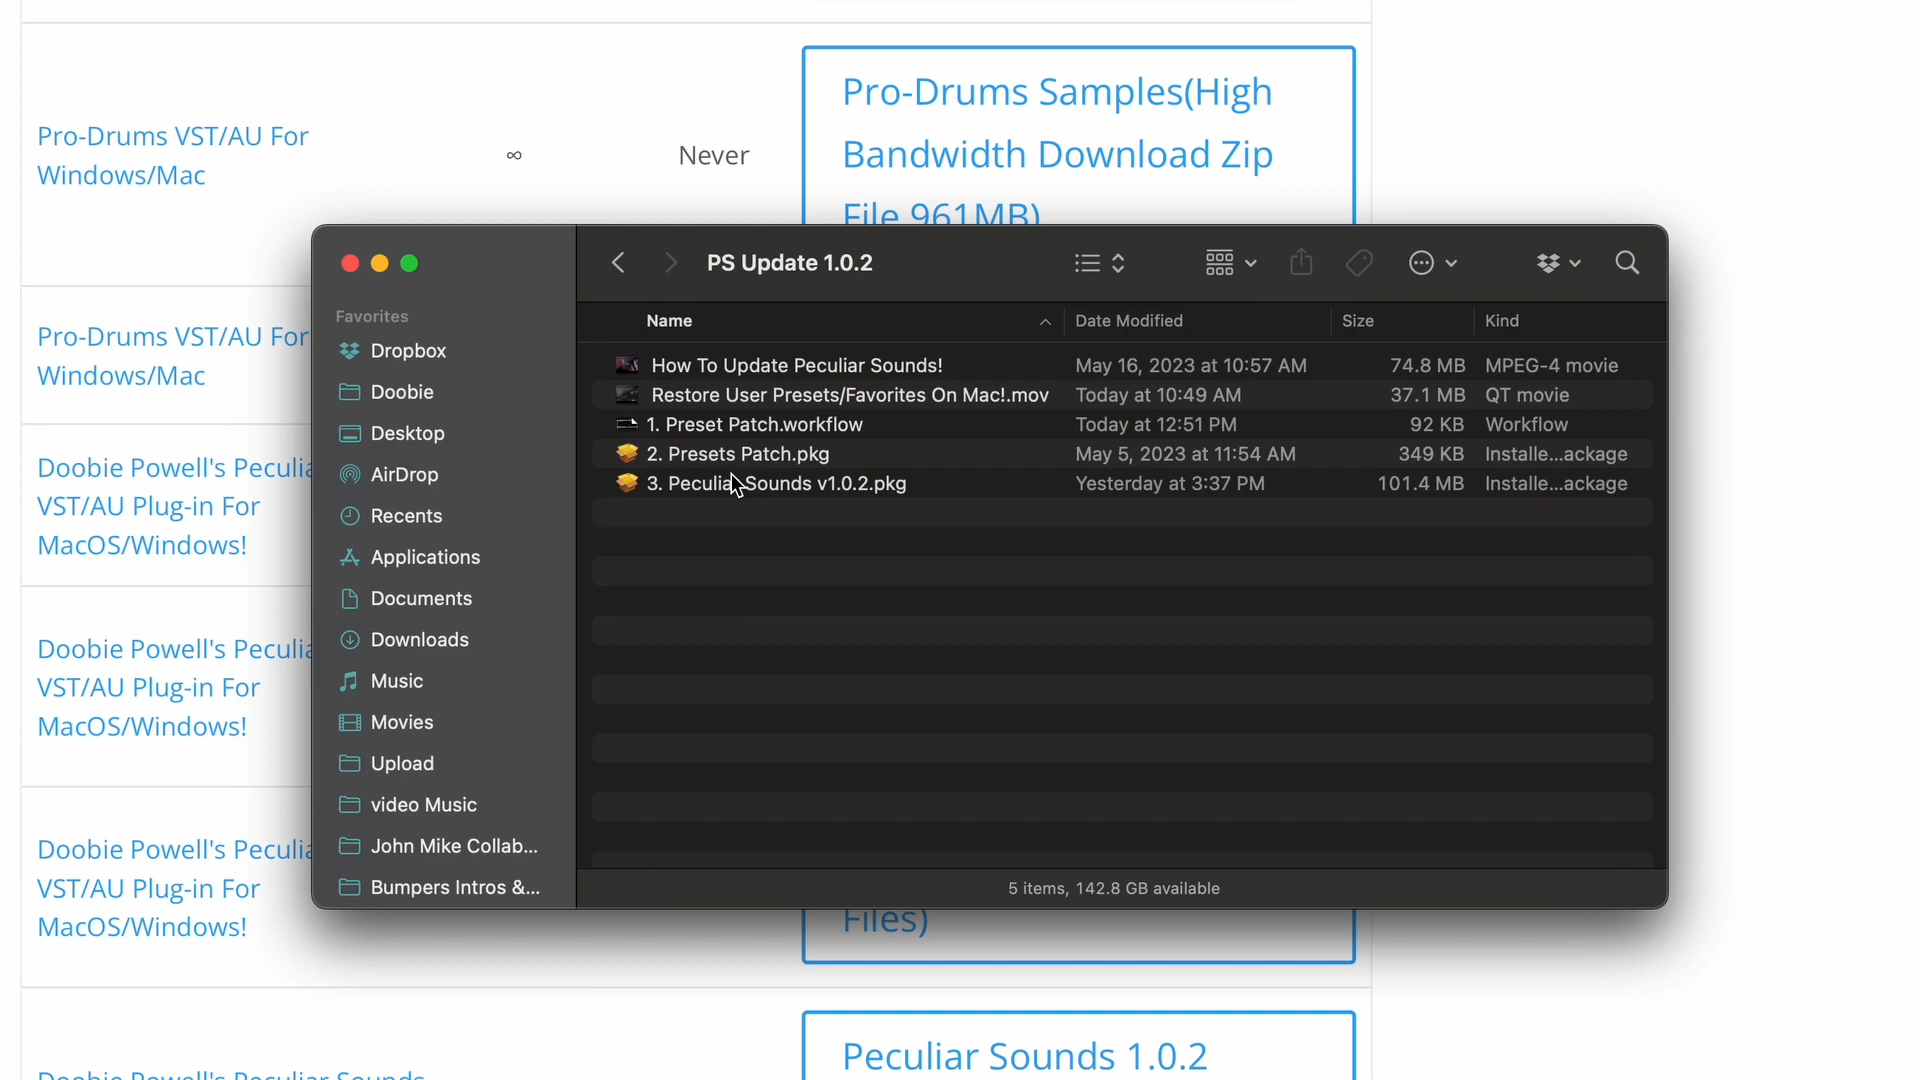 Pro-Drums VST/AU For
Windows/Mac
∞
Never
Pro-Drums Samples(High
Bandwidth Download Zip
File 961MB)
Pro-Drums VST/AU For
Windows/Mac
Doobie Powell's Peculia
VST/AU Plug-in For
MacOS/Windows!
Doobie Powell's Peculia
VST/AU Plug-in For
MacOS/Windows!
Doobie Powell's Peculia
VST/AU Plug-in For
MacOS/Windows!
Doobie Powell's Peculiar Sounds
Files)
Peculiar Sounds 1.0.2
PS Update 1.0.2
Favorites
Dropbox
Doobie
Desktop
AirDrop
Recents
Applications
Documents
Downloads
Music
Movies
Upload
video Music
John Mike Collab...
Bumpers Intros &...
Name Date Modified Size Kind
How To Update Peculiar Sounds! May 16, 2023 at 10:57 AM 74.8 MB MPEG-4 movie
Restore User Presets/Favorites On Mac!.mov Today at 10:49 AM 37.1 MB QT movie
1. Preset Patch.workflow Today at 12:51 PM 92 KB Workflow
2. Presets Patch.pkg May 5, 2023 at 11:54 AM 349 KB Installe...ackage
3. Peculiar Sounds v1.0.2.pkg Yesterday at 3:37 PM 101.4 MB Installe...ackage
5 items, 142.8 GB available